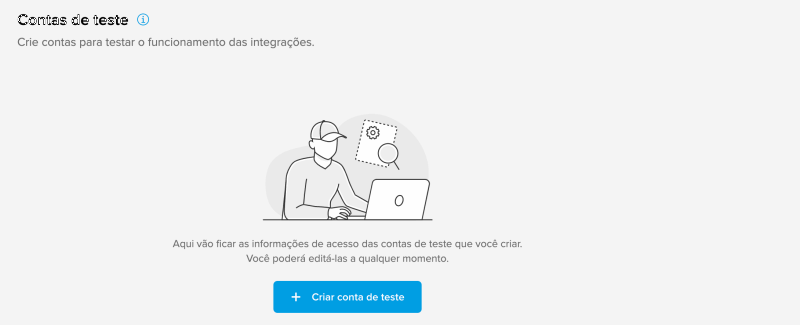 Contas de teste
Crie contas para testar o funcionamento das integrações.
Aqui vão ficar as informações de acesso das contas de teste que você criar.
Você poderá editá-las a qualquer momento.
+ Criar conta de teste